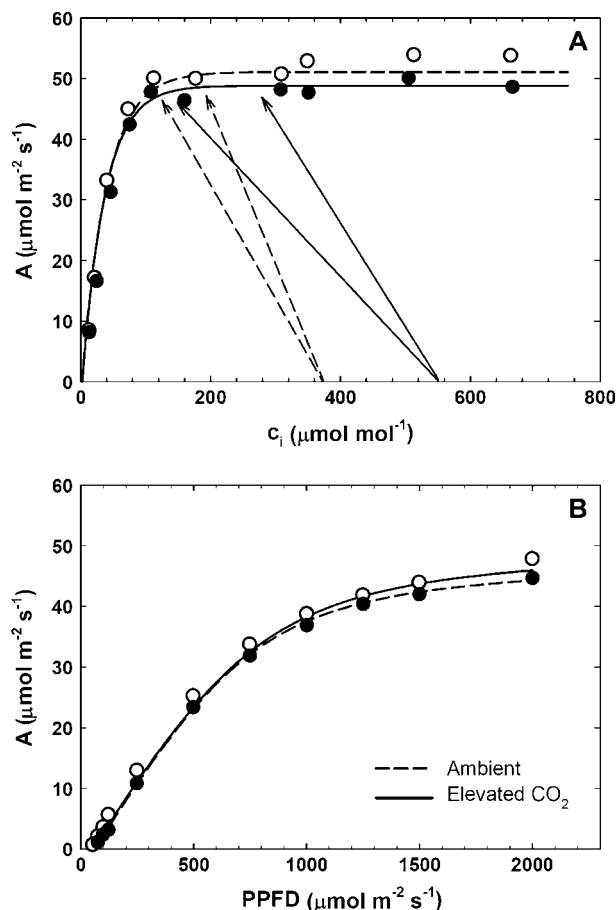 A
60
50
40
30
20
10
0
A (μmol m⁻² s⁻¹)
0 200 400 600 800
cᵢ (μmol mol⁻¹)
B
60
50
40
30
20
10
0
A (μmol m⁻² s⁻¹)
Ambient
Elevated CO₂
0 500 1000 1500 2000
PPFD (μmol m⁻² s⁻¹)